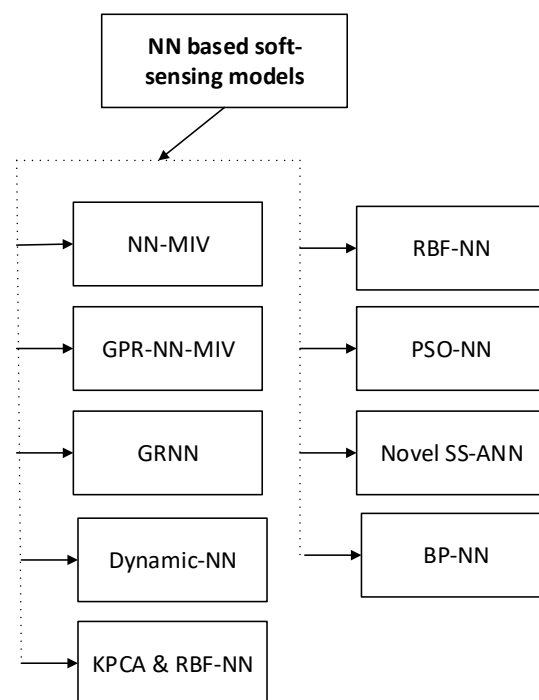 NN based soft-
sensing models
NN-MIV
GPR-NN-MIV
GRNN
Dynamic-NN
KPCA & RBF-NN
RBF-NN
PSO-NN
Novel SS-ANN
BP-NN